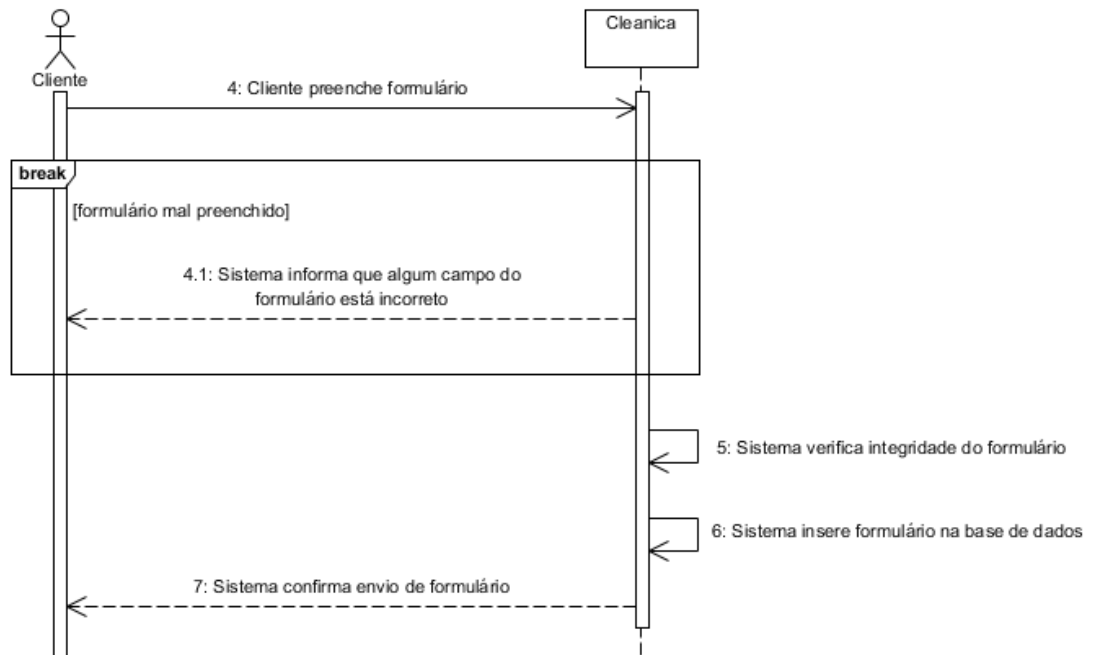 Cleanica
Cliente
4: Cliente preenche formulário
break
[formulário mal preenchido]
4.1: Sistema informa que algum campo do
formulário está incorreto
5: Sistema verifica integridade do formulário
6: Sistema insere formulário na base de dados
7: Sistema confirma envio de formulário